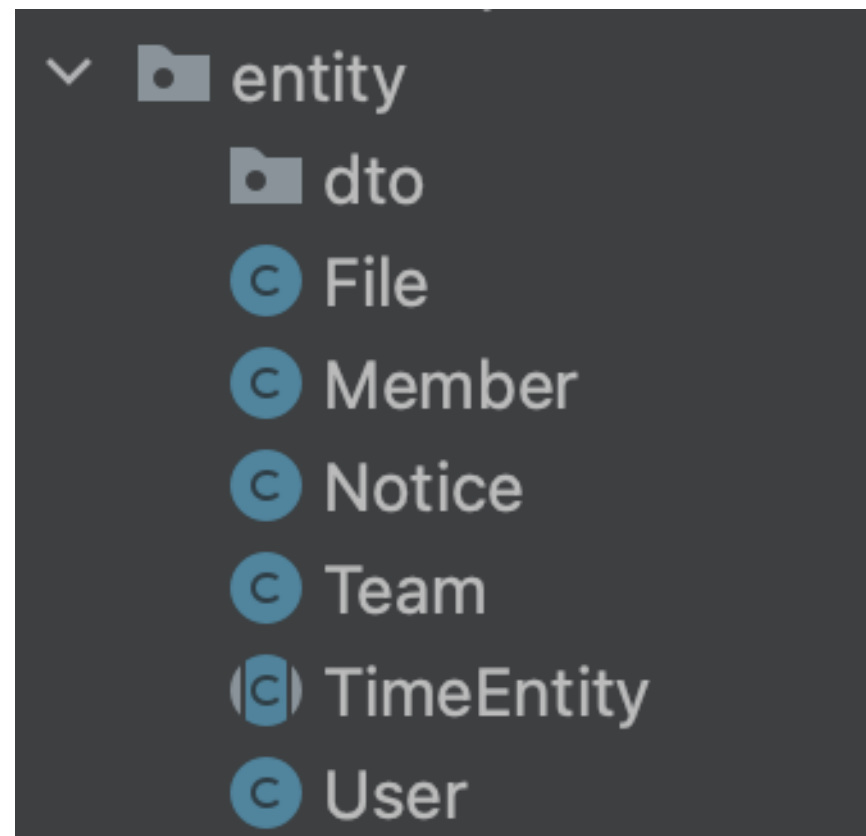 entity
dto
C File
C Member
C Notice
C Team
C TimeEntity
C User